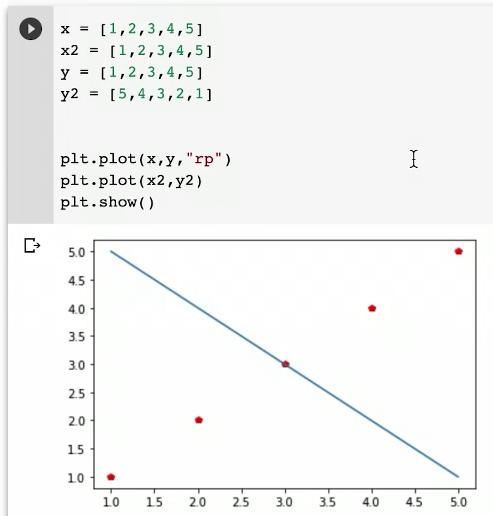 x = [1,2,3,4,5]
x2 = [1,2,3,4,5]
y = [1,2,3,4,5]
y2 = [5,4,3,2,1]
plt.plot(x,y,"rp")
plt.plot(x2,y2)
plt.show()
5.0
4.5
4.0
3.5
3.0
2.5
2.0
1.5
1.0
1.0 1.5 2.0 2.5 3.0 3.5 4.0 4.5 5.0